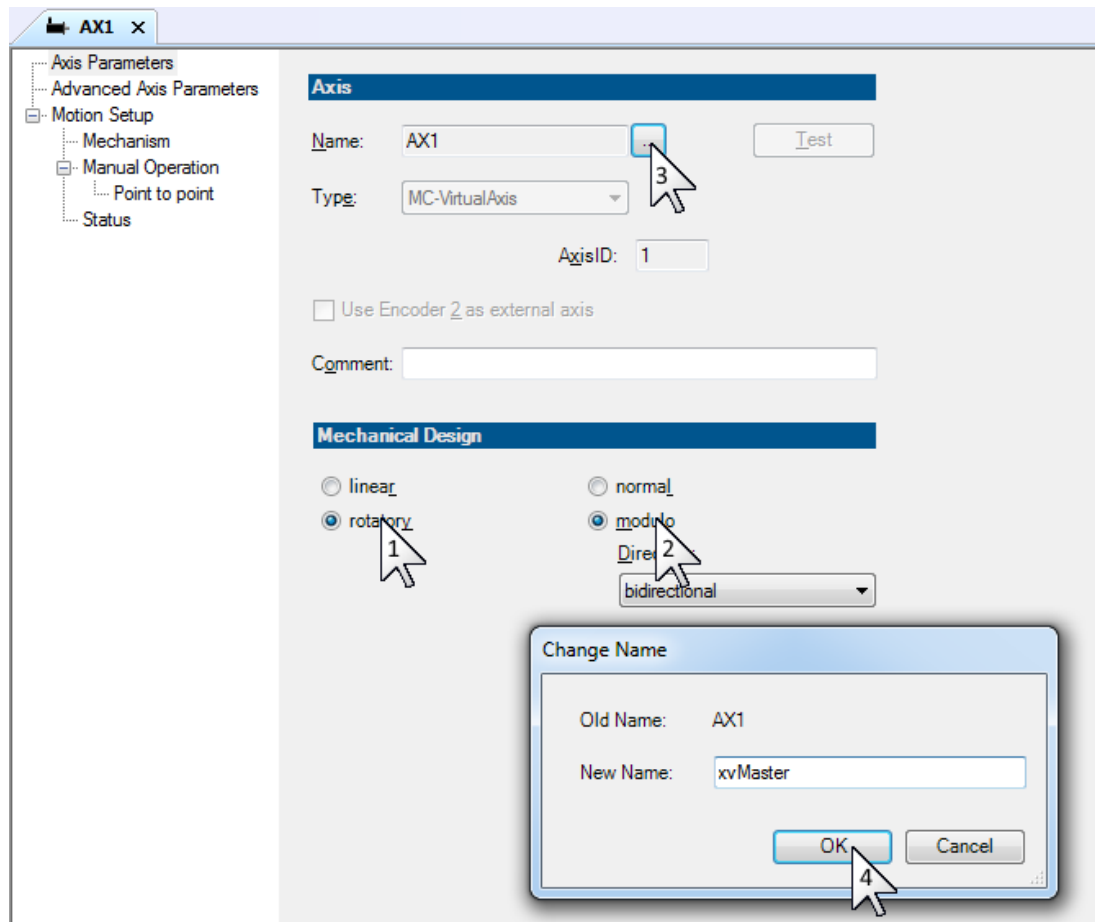 AX1
Axis Parameters
Advanced Axis Parameters
Motion Setup
Mechanism
Manual Operation
Point to point
Status
Axis
Name: AX1 ... Test
3
Type: MC-VirtualAxis
AxisID: 1
Use Encoder 2 as external axis
Comment:
Mechanical Design
linear normal
rotatory modulo
1 2
bidirectional
Change Name
Old Name: AX1
New Name: xvMaster
OK Cancel
4